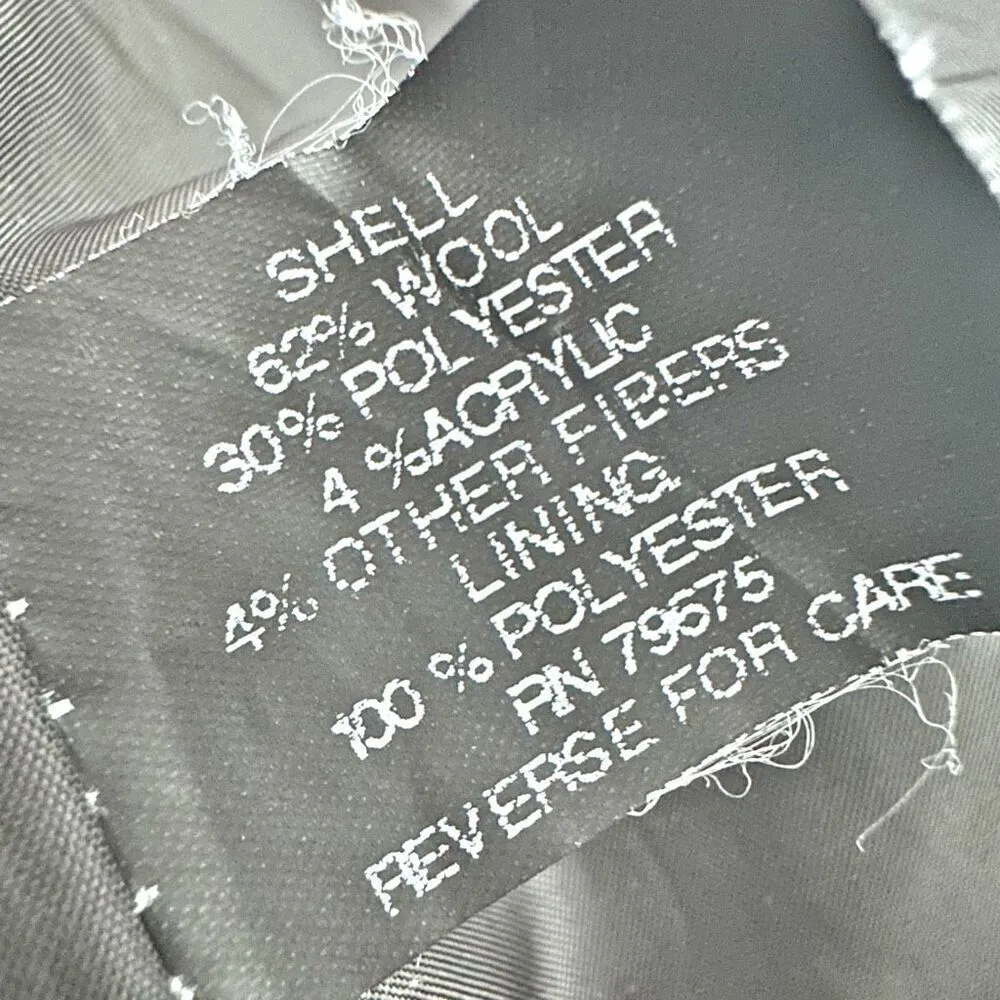 SHELL
62% WOOL
30% POLYESTER
4 %ACRYLIC
4% OTHER FIBERS
LINING
100 % POLYESTER
RN 79675
REVERSE FOR CARE